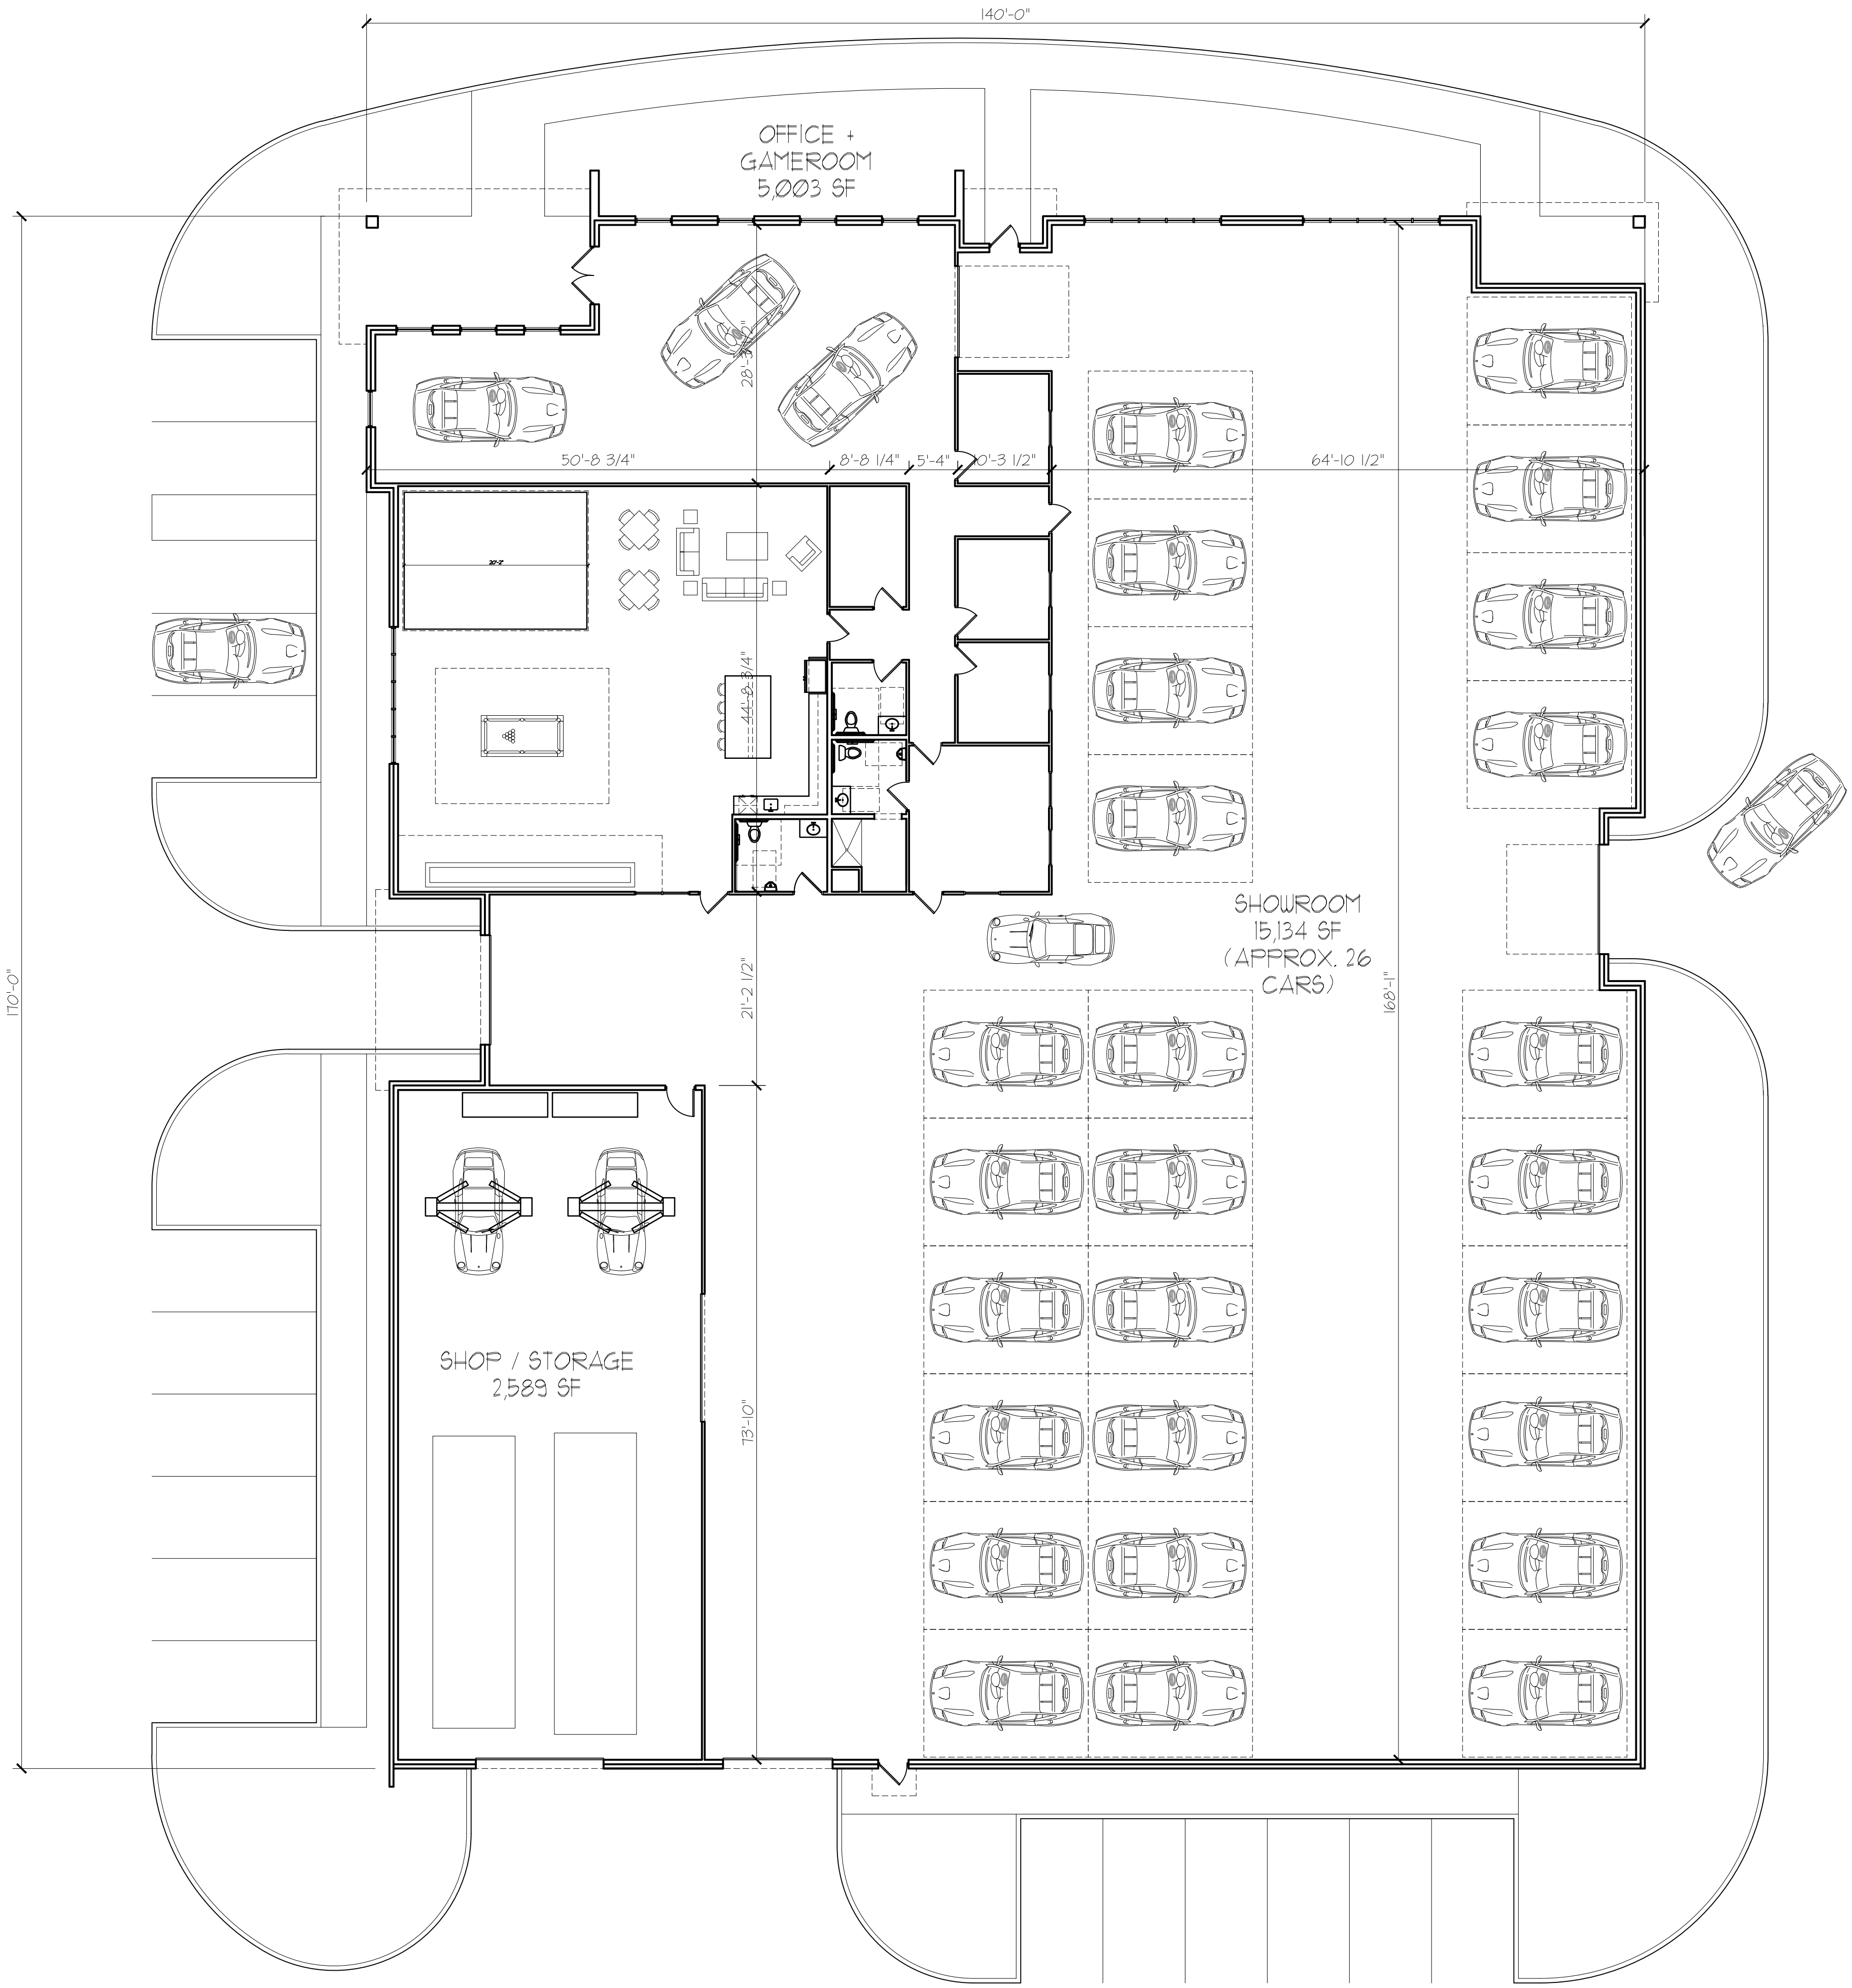 140'-0"
OFFICE +
GAMEROOM
5,003 SF
28'-3 1/2"
50'-8 3/4"
8'-8 1/4"
5'-4"
10'-3 1/2"
64'-10 1/2"
44'-8 3/4"
SHOWROOM
15,134 SF
(APPROX. 26
CARS)
170'-0"
21'-2 1/2"
168'-1"
SHOP / STORAGE
2,589 SF
73'-10"